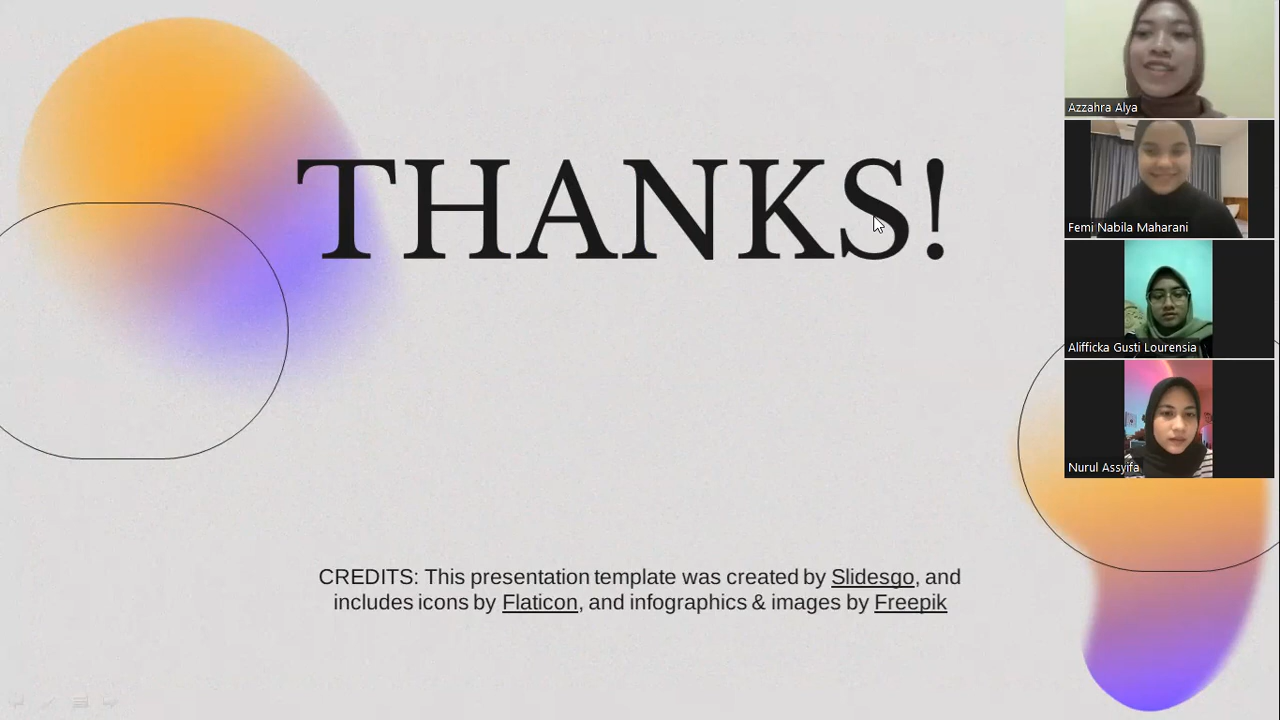 THANKS!
CREDITS: This presentation template was created by Slidesgo, and
includes icons by Flaticon, and infographics & images by Freepik
Azzahra Alya
Femi Nabila Maharani
Alifficka Gusti Lourensia
Nurul Assyifa